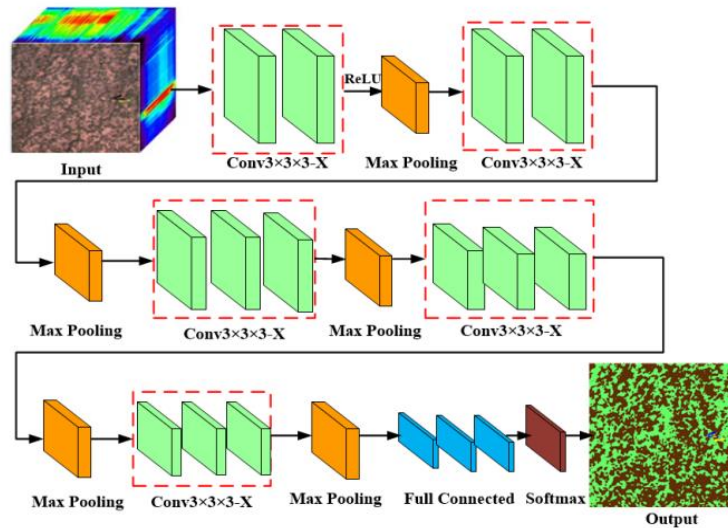 ReLU
Input
Conv3×3×3-X
Max Pooling
Conv3×3×3-X
Max Pooling
Conv3×3×3-X
Max Pooling
Conv3×3×3-X
Max Pooling
Conv3×3×3-X
Max Pooling
Full Connected
Softmax
Output